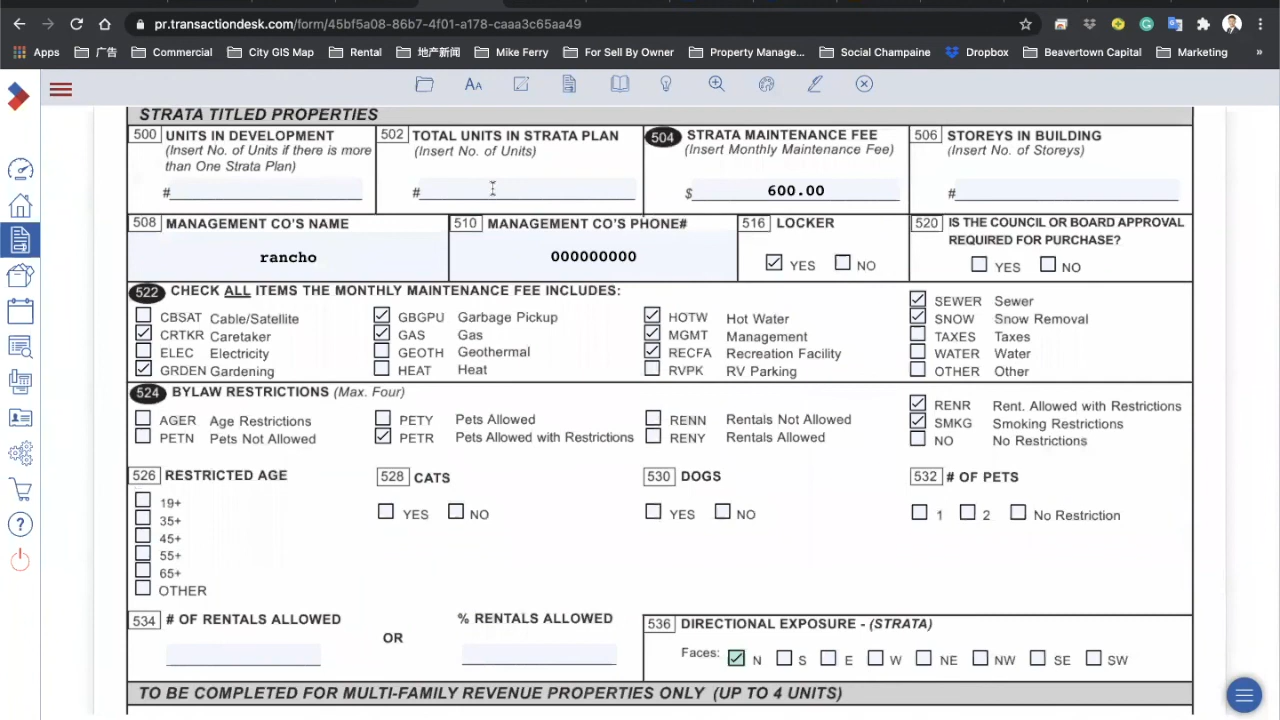 pr.transactiondesk.com/form/45bf5a08-86b7-4f01-a178-caaa3c65aa49
Apps 广告 Commercial City GIS Map Rental 地产新闻 Mike Ferry For Sell By Owner Property Manage... Social Champaine Dropbox Beavertown Capital Marketing »
STRATA TITLED PROPERTIES
500 UNITS IN DEVELOPMENT 502 TOTAL UNITS IN STRATA PLAN 504 STRATA MAINTENANCE FEE 506 STOREYS IN BUILDING
(Insert No. of Units if there is more (Insert No. of Units) (Insert Monthly Maintenance Fee) (Insert No. of Storeys)
than One Strata Plan)
# # $ 600.00 #
508 MANAGEMENT CO'S NAME 510 MANAGEMENT CO'S PHONE# 516 LOCKER 520 IS THE COUNCIL OR BOARD APPROVAL
REQUIRED FOR PURCHASE?
rancho 000000000 YES NO YES NO
522 CHECK ALL ITEMS THE MONTHLY MAINTENANCE FEE INCLUDES:
CBSAT Cable/Satellite GBGPU Garbage Pickup HOTW Hot Water SEWER Sewer
CRTKR Caretaker GAS Gas MGMT Management SNOW Snow Removal
ELEC Electricity GEOTH Geothermal RECFA Recreation Facility TAXES Taxes
GRDEN Gardening HEAT Heat RVPK RV Parking WATER Water
OTHER Other
524 BYLAW RESTRICTIONS (Max. Four)
AGER Age Restrictions PETY Pets Allowed RENN Rentals Not Allowed RENR Rent. Allowed with Restrictions
PETN Pets Not Allowed PETR Pets Allowed with Restrictions RENY Rentals Allowed SMKG Smoking Restrictions
NO No Restrictions
526 RESTRICTED AGE 528 CATS 530 DOGS 532 # OF PETS
19+ YES NO YES NO 1 2 No Restriction
35+
45+
55+
65+
OTHER
534 # OF RENTALS ALLOWED OR % RENTALS ALLOWED 536 DIRECTIONAL EXPOSURE - (STRATA)
Faces: N S E W NE NW SE SW
TO BE COMPLETED FOR MULTI-FAMILY REVENUE PROPERTIES ONLY (UP TO 4 UNITS)